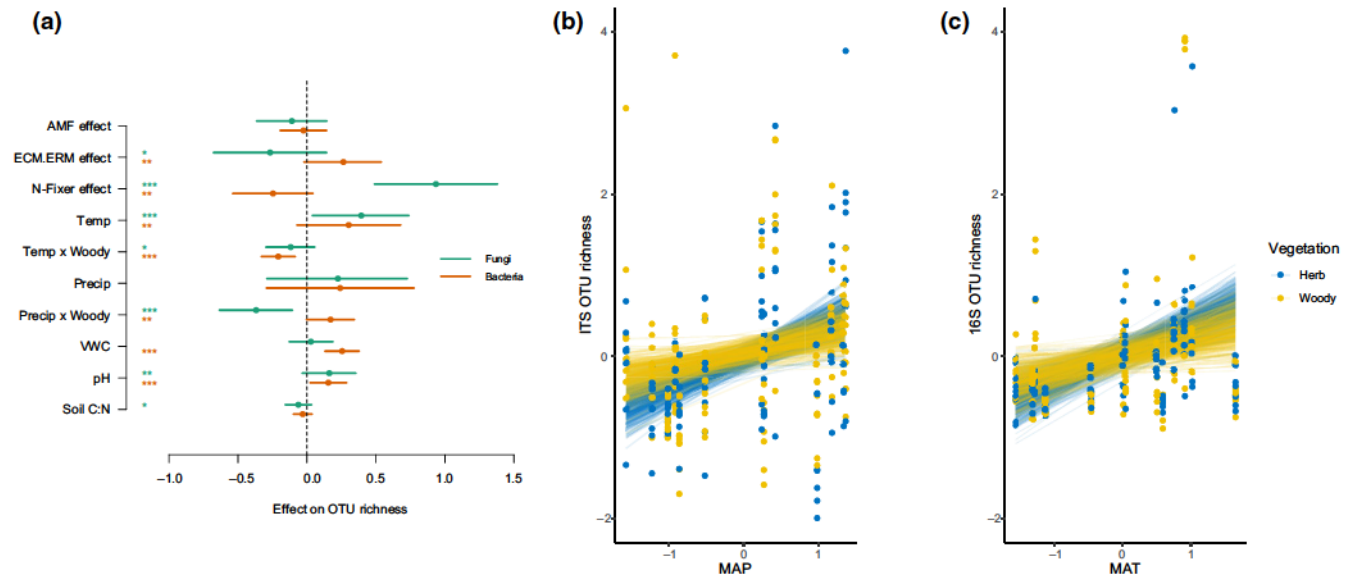 (a)
AMF effect
ECM.ERM effect
*
**
N-Fixer effect
***
**
Temp
***
**
Temp x Woody
*
***
Precip
Precip x Woody
***
**
VWC
***
pH
**
***
Soil C:N
*
Fungi
Bacteria
−1.0 −0.5 0.0 0.5 1.0 1.5
Effect on OTU richness
(b)
ITS OTU richness
4
2
0
−2
−1 0 1
MAP
(c)
16S OTU richness
4
2
0
−2
−1 0 1
MAT
Vegetation
Herb
Woody